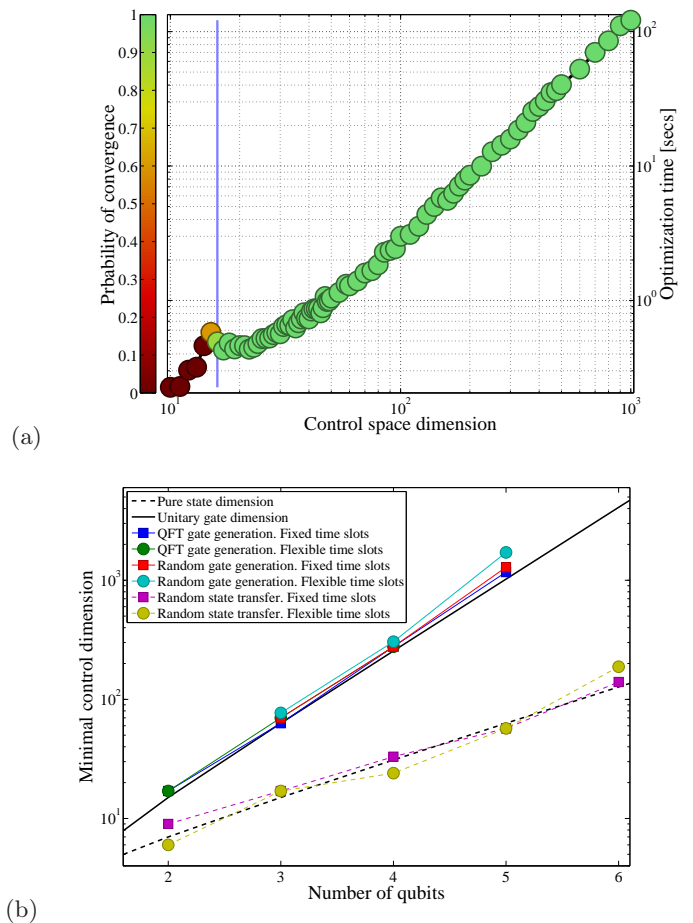 1
0.9
0.8
0.7
0.6
0.5
0.4
0.3
0.2
0.1
0
Prbability of convergence
10^1
10^2
10^3
Control space dimension
10^2
10^1
10^0
Optimization time [secs]
(a)
Pure state dimension
Unitary gate dimension
QFT gate generation. Fixed time slots
QFT gate generation. Flexible time slots
Random gate generation. Fixed time slots
Random gate generation. Flexible time slots
Random state transfer. Fixed time slots
Random state transfer. Flexible time slots
10^3
10^2
10^1
Minimal control dimension
2 3 4 5 6
Number of qubits
(b)